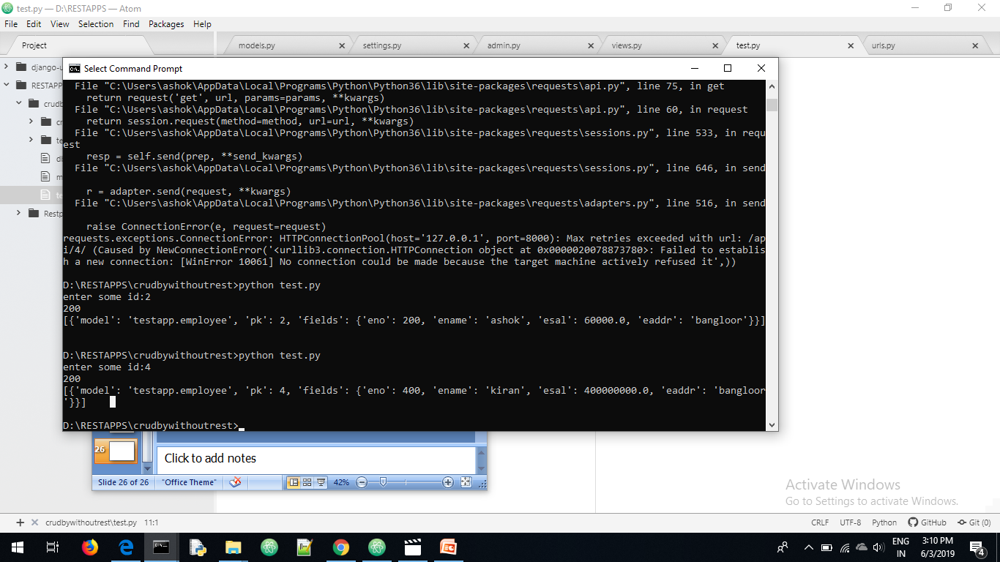 test.py — D:\RESTAPPS — Atom
File Edit View Selection Find Packages Help
Project
models.py
settings.py
admin.py
views.py
test.py
urls.py
RESTAPP
Select Command Prompt
File "C:\Users\ashok\AppData\Local\Programs\Python\Python36\lib\site-packages\requests\api.py", line 75, in get
return request('get', url, params=params, **kwargs)
File "C:\Users\ashok\AppData\Local\Programs\Python\Python36\lib\site-packages\requests\api.py", line 60, in request
return session.request(method=method, url=url, **kwargs)
File "C:\Users\ashok\AppData\Local\Programs\Python\Python36\lib\site-packages\requests\sessions.py", line 533, in requ
est
resp = self.send(prep, **send_kwargs)
File "C:\Users\ashok\AppData\Local\Programs\Python\Python36\lib\site-packages\requests\sessions.py", line 646, in send
r = adapter.send(request, **kwargs)
File "C:\Users\ashok\AppData\Local\Programs\Python\Python36\lib\site-packages\requests\adapters.py", line 516, in send
raise ConnectionError(e, request=request)
requests.exceptions.ConnectionError: HTTPConnectionPool(host='127.0.0.1', port=8000): Max retries exceeded with url: /ap
i/4/ (Caused by NewConnectionError('<urllib3.connection.HTTPConnection object at 0x0000020078873780>: Failed to establis
h a new connection: [WinError 10061] No connection could be made because the target machine actively refused it',))
D:\RESTAPPS\crudbywithoutrest>python test.py
enter some id:2
200
[{'model': 'testapp.employee', 'pk': 2, 'fields': {'eno': 200, 'ename': 'ashok', 'esal': 60000.0, 'eaddr': 'bangloor'}}]
D:\RESTAPPS\crudbywithoutrest>python test.py
enter some id:4
200
[{'model': 'testapp.employee', 'pk': 4, 'fields': {'eno': 400, 'ename': 'kiran', 'esal': 400000000.0, 'eaddr': 'bangloor
'}}]
D:\RESTAPPS\crudbywithoutrest>
26
Click to add notes
Slide 26 of 26 "Office Theme" 42%
Activate Windows
Go to Settings to activate Windows.
crudbywithoutrest\test.py 11:1
CRLF UTF-8 Python GitHub Git (0)
ENG
IN
3:10 PM
6/3/2019
4